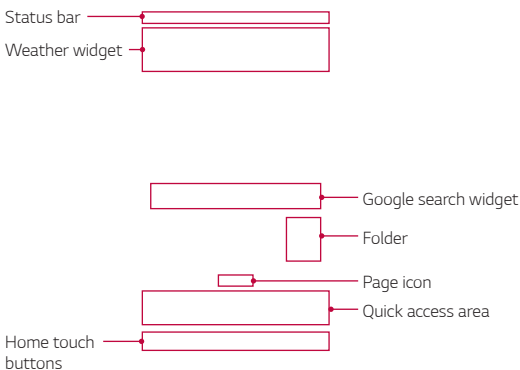 Status bar
Weather widget
Google search widget
Folder
Page icon
Quick access area
Home touch
buttons